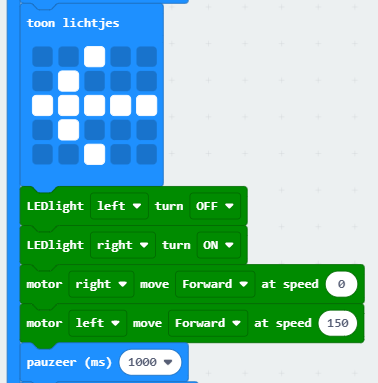 toon lichtjes
LEDlight left turn OFF
LEDlight right turn ON
motor right move Forward at speed 0
motor left move Forward at speed 150
pauzeer (ms) 1000